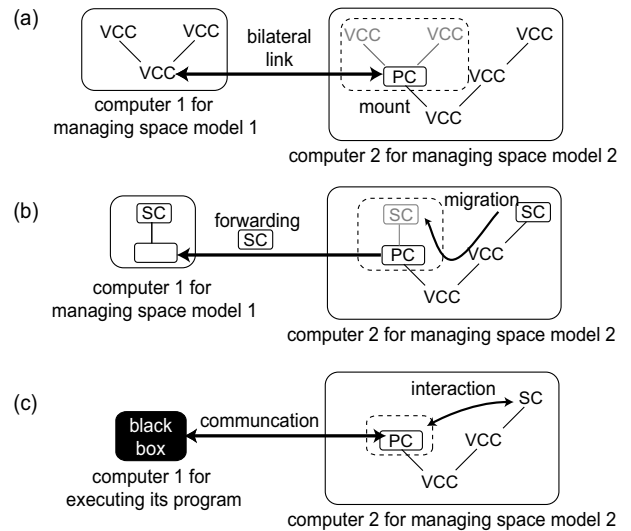 (a)
VCC VCC
VCC
computer 1 for
managing space model 1
bilateral
link
VCC VCC VCC
PC VCC
mount
VCC
computer 2 for managing space model 2
(b)
SC
computer 1 for
managing space model 1
forwarding
SC
migration
SC SC
PC VCC
VCC
computer 2 for managing space model 2
(c)
black
box
computer 1 for
executing its program
communcation
interaction
SC
PC VCC
VCC
computer 2 for managing space model 2